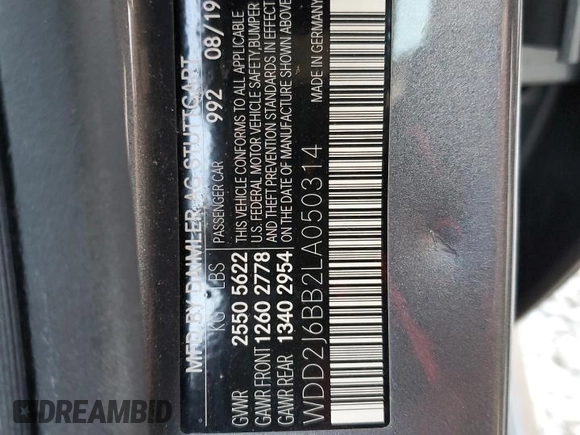 MFD BY DAIMLER AG STUTTGART
992 08/19
KG LBS PASSENGER CAR
GVWR 2550 5622
GAWR FRONT 1260 2778
GAWR REAR 1340 2954
THIS VEHICLE CONFORMS TO ALL APPLICABLE
U.S. FEDERAL MOTOR VEHICLE SAFETY,BUMPER
AND THEFT PREVENTION STANDARDS IN EFFECT
ON THE DATE OF MANUFACTURE SHOWN ABOVE
MADE IN GERMANY
WDD2J6BB2LA050314
DREAMBID